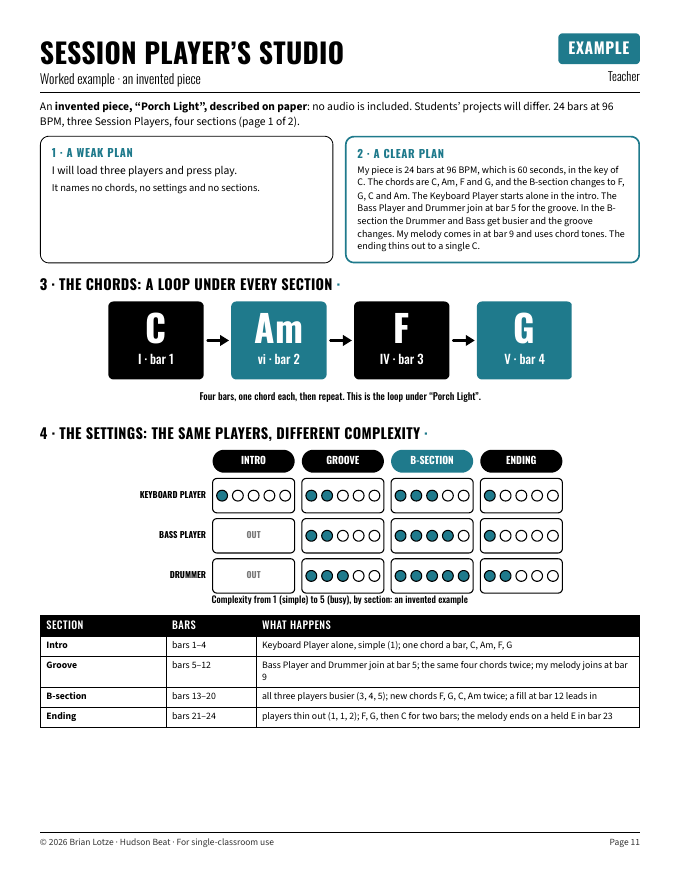 SESSION PLAYER'S STUDIO
EXAMPLE
Worked example · an invented piece
Teacher
An invented piece, “Porch Light”, described on paper: no audio is included. Students’ projects will differ. 24 bars at 96
BPM, three Session Players, four sections (page 1 of 2).
1 · A WEAK PLAN
I will load three players and press play.
It names no chords, no settings and no sections.
2 · A CLEAR PLAN
My piece is 24 bars at 96 BPM, which is 60 seconds, in the key of
C. The chords are C, Am, F and G, and the B-section changes to F,
G, C and Am. The Keyboard Player starts alone in the intro. The
Bass Player and Drummer join at bar 5 for the groove. In the B-
section the Drummer and Bass get busier and the groove
changes. My melody comes in at bar 9 and uses chord tones. The
ending thins out to a single C.
3 · THE CHORDS: A LOOP UNDER EVERY SECTION ·
C
I · bar 1
Am
vi · bar 2
F
IV · bar 3
G
V · bar 4
Four bars, one chord each, then repeat. This is the loop under “Porch Light”.
4 · THE SETTINGS: THE SAME PLAYERS, DIFFERENT COMPLEXITY ·
INTRO GROOVE B-SECTION ENDING
KEYBOARD PLAYER
BASS PLAYER OUT
DRUMMER OUT
Complexity from 1 (simple) to 5 (busy), by section: an invented example
SECTION BARS WHAT HAPPENS
Intro bars 1–4 Keyboard Player alone, simple (1); one chord a bar, C, Am, F, G
Groove bars 5–12 Bass Player and Drummer join at bar 5; the same four chords twice; my melody joins at bar
9
B-section bars 13–20 all three players busier (3, 4, 5); new chords F, G, C, Am twice; a fill at bar 12 leads in
Ending bars 21–24 players thin out (1, 1, 2); F, G, then C for two bars; the melody ends on a held E in bar 23
© 2026 Brian Lotze · Hudson Beat · For single-classroom use
Page 11